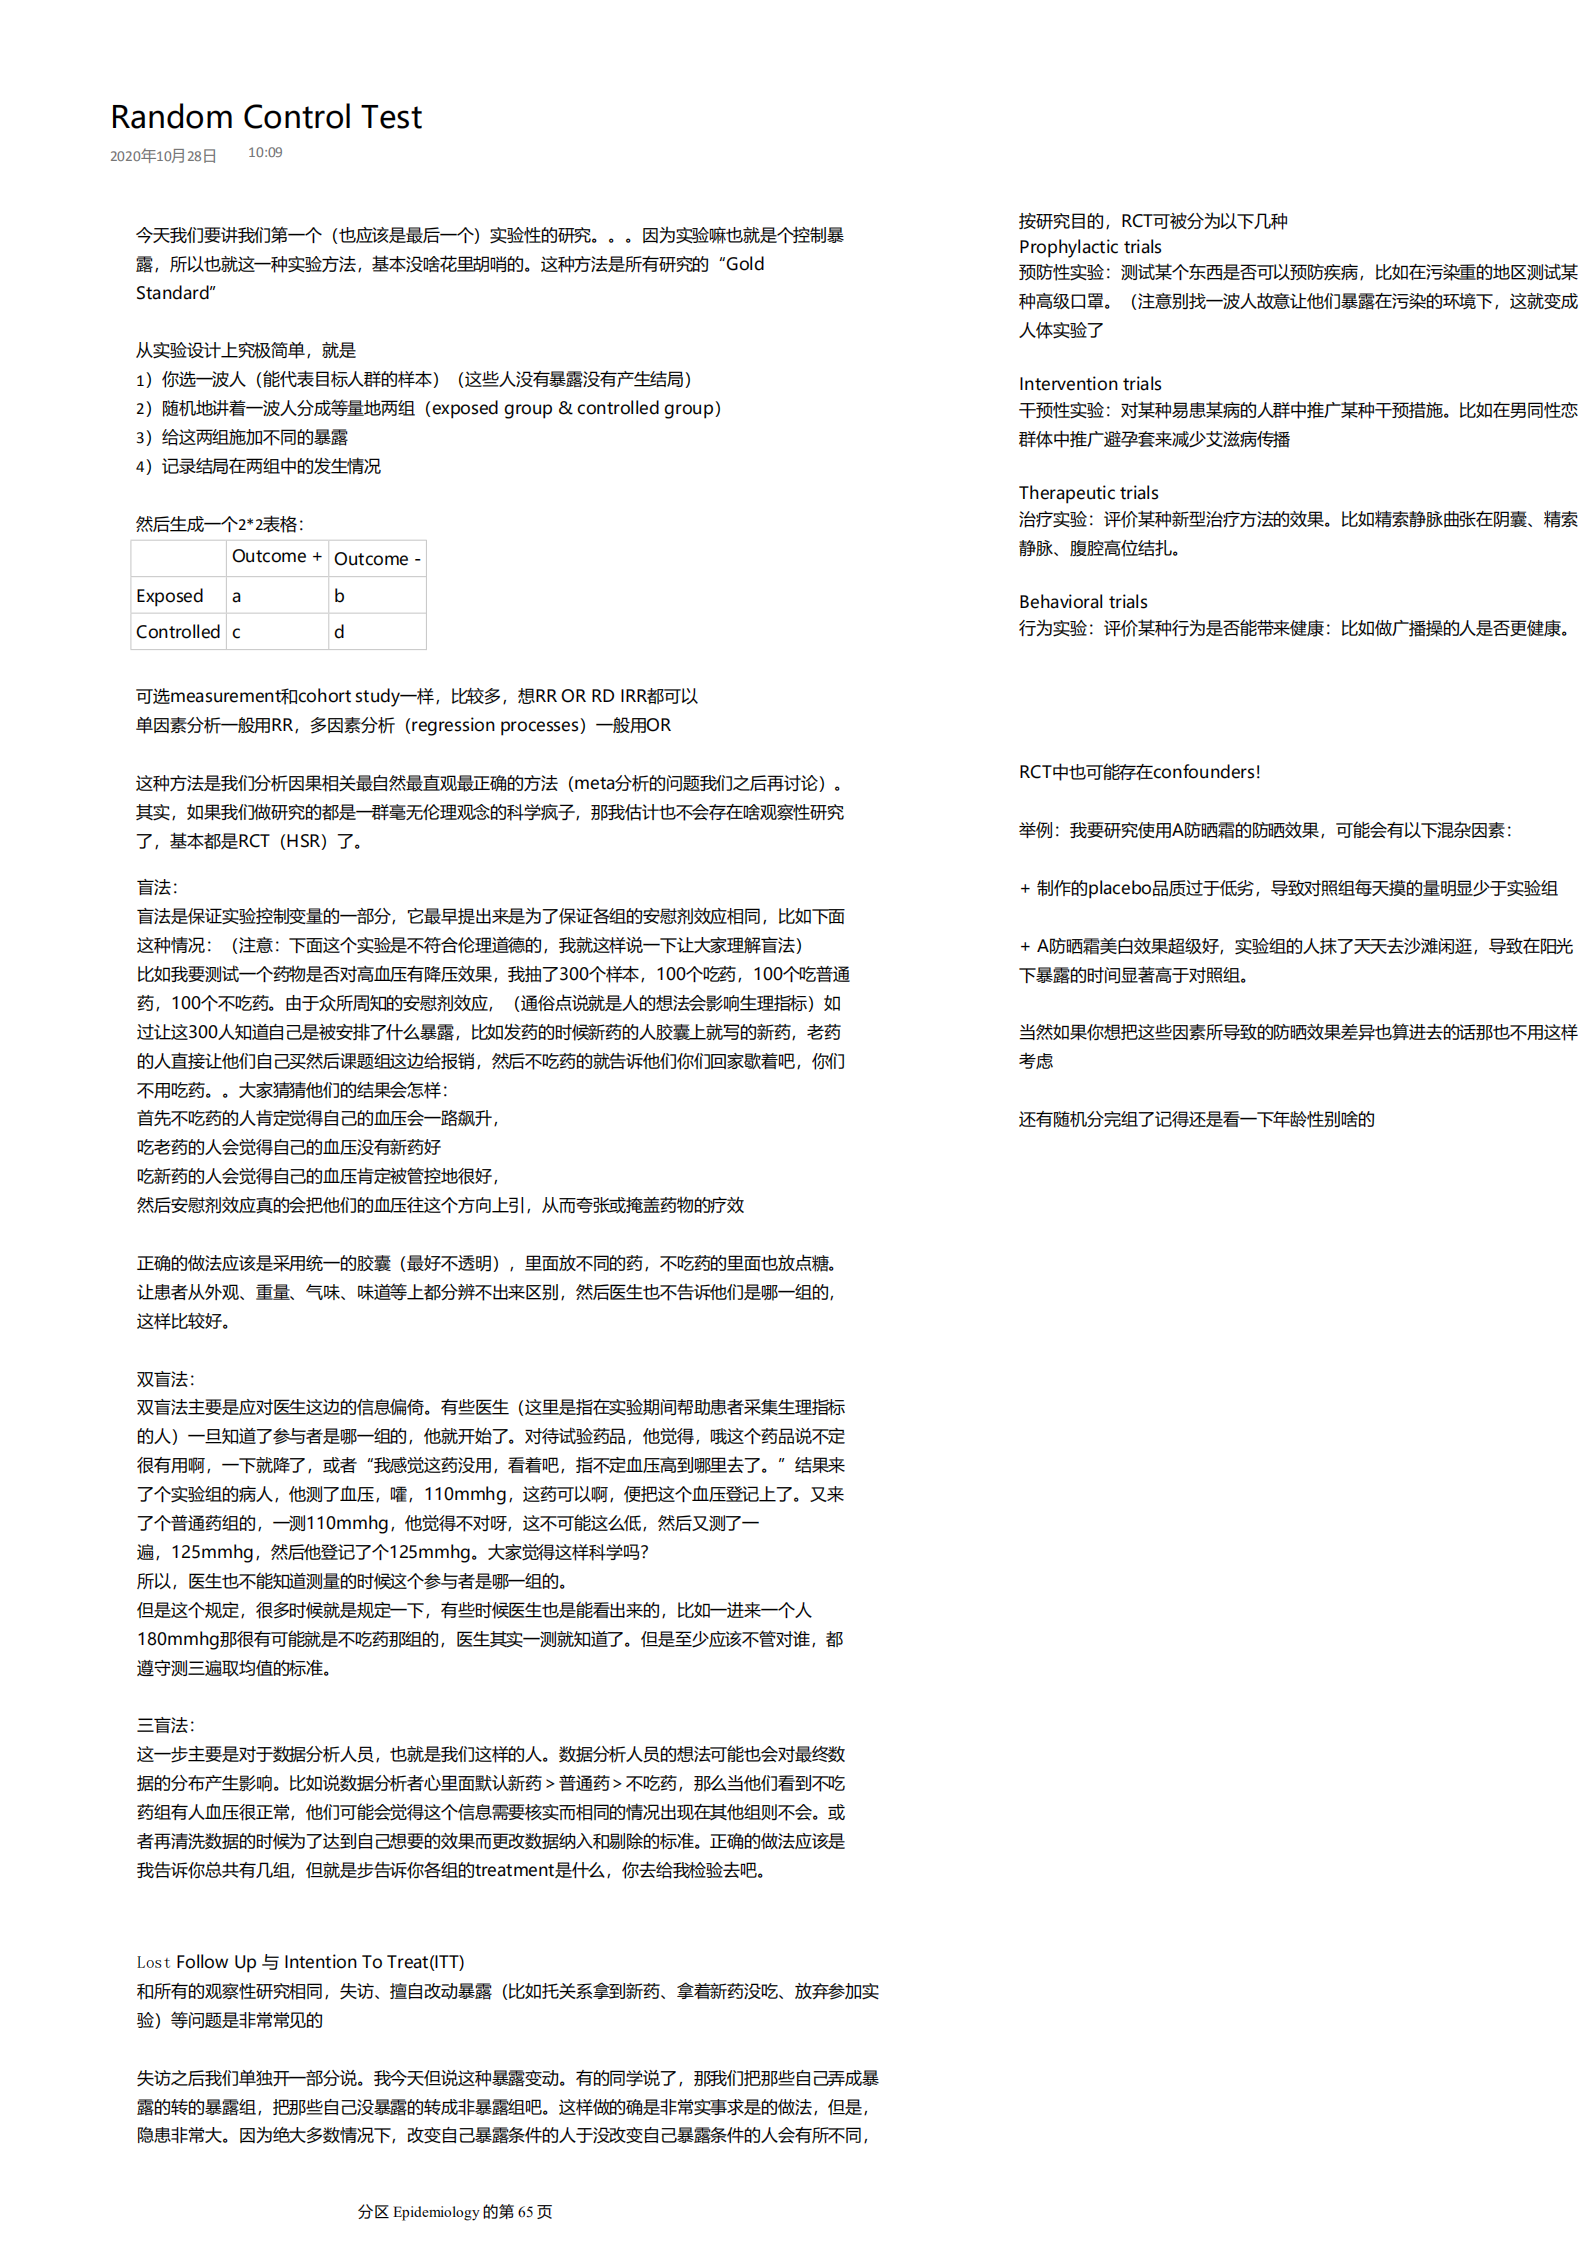 Random Control Test
2020年10月28日 10:09
今天我们要讲我们第一个（也应该是最后一个）实验性的研究。。。因为实验嘛也就是个控制暴
露，所以也就这一种实验方法，基本没啥花里胡哨的。这种方法是所有研究的“Gold
Standard”
从实验设计上究极简单，就是
1）你选一波人（能代表目标人群的样本）（这些人没有暴露没有产生结局）
2）随机地讲着一波人分成等量地两组（exposed group & controlled group）
3）给这两组施加不同的暴露
4）记录结局在两组中的发生情况
然后生成一个2*2表格：
Outcome + Outcome -
Exposed a b
Controlled c d
可选measurement和cohort study一样，比较多，想RR OR RD IRR都可以
单因素分析一般用RR，多因素分析（regression processes）一般用OR
这种方法是我们分析因果相关最自然最直观最正确的方法（meta分析的问题我们之后再讨论）。
其实，如果我们做研究的都是一群毫无伦理观念的科学疯子，那我估计也不会存在啥观察性研究
了，基本都是RCT（HSR）了。
盲法：
盲法是保证实验控制变量的一部分，它最早提出来是为了保证各组的安慰剂效应相同，比如下面
这种情况：（注意：下面这个实验是不符合伦理道德的，我就这样说一下让大家理解盲法）
比如我要测试一个药物是否对高血压有降压效果，我抽了300个样本，100个吃药，100个吃普通
药，100个不吃药。由于众所周知的安慰剂效应，（通俗点说就是人的想法会影响生理指标）如
过让这300人知道自己是被安排了什么暴露，比如发药的时候新药的人胶囊上就写的新药，老药
的人直接让他们自己买然后课题组这边给报销，然后不吃药的就告诉他们你们回家歇着吧，你们
不用吃药。。大家猜猜他们的结果会怎样：
首先不吃药的人肯定觉得自己的血压会一路飙升，
吃老药的人会觉得自己的血压没有新药好
吃新药的人会觉得自己的血压肯定被管控地很好，
然后安慰剂效应真的会把他们的血压往这个方向上引，从而夸张或掩盖药物的疗效
正确的做法应该是采用统一的胶囊（最好不透明），里面放不同的药，不吃药的里面也放点糖。
让患者从外观、重量、气味、味道等上都分辨不出来区别，然后医生也不告诉他们是哪一组的，
这样比较好。
双盲法：
双盲法主要是应对医生这边的信息偏倚。有些医生（这里是指在实验期间帮助患者采集生理指标
的人）一旦知道了参与者是哪一组的，他就开始了。对待试验药品，他觉得，哦这个药品说不定
很有用啊，一下就降了，或者“我感觉这药没用，看着吧，指不定血压高到哪里去了。”结果来
了个实验组的病人，他测了血压，嚯，110mmhg，这药可以啊，便把这个血压登记上了。又来
了个普通药组的，一测110mmhg，他觉得不对呀，这不可能这么低，然后又测了一
遍，125mmhg，然后他登记了个125mmhg。大家觉得这样科学吗？
所以，医生也不能知道测量的时候这个参与者是哪一组的。
但是这个规定，很多时候就是规定一下，有些时候医生也是能看出来的，比如一进来一个人
180mmhg那很有可能就是不吃药那组的，医生其实一测就知道了。但是至少应该不管对谁，都
遵守测三遍取均值的标准。
三盲法：
这一步主要是对于数据分析人员，也就是我们这样的人。数据分析人员的想法可能也会对最终数
据的分布产生影响。比如说数据分析者心里面默认新药＞普通药＞不吃药，那么当他们看到不吃
药组有人血压很正常，他们可能会觉得这个信息需要核实而相同的情况出现在其他组则不会。或
者再清洗数据的时候为了达到自己想要的效果而更改数据纳入和剔除的标准。正确的做法应该是
我告诉你总共有几组，但就是步告诉你各组的treatment是什么，你去给我检验去吧。
Lost Follow Up 与 Intention To Treat(ITT)
和所有的观察性研究相同，失访、擅自改动暴露（比如托关系拿到新药、拿着新药没吃、放弃参加实
验）等问题是非常常见的
失访之后我们单独开一部分说。我今天但说这种暴露变动。有的同学说了，那我们把那些自己弄成暴
露的转的暴露组，把那些自己没暴露的转成非暴露组吧。这样做的确是非常实事求是的做法，但是，
隐患非常大。因为绝大多数情况下，改变自己暴露条件的人于没改变自己暴露条件的人会有所不同，
按研究目的，RCT可被分为以下几种
Prophylactic trials
预防性实验：测试某个东西是否可以预防疾病，比如在污染重的地区测试某
种高级口罩。（注意别找一波人故意让他们暴露在污染的环境下，这就变成
人体实验了
Intervention trials
干预性实验：对某种易患某病的人群中推广某种干预措施。比如在男同性恋
群体中推广避孕套来减少艾滋病传播
Therapeutic trials
治疗实验：评价某种新型治疗方法的效果。比如精索静脉曲张在阴囊、精索
静脉、腹腔高位结扎。
Behavioral trials
行为实验：评价某种行为是否能带来健康：比如做广播操的人是否更健康。
RCT中也可能存在confounders！
举例：我要研究使用A防晒霜的防晒效果，可能会有以下混杂因素：
+ 制作的placebo品质过于低劣，导致对照组每天摸的量明显少于实验组
+ A防晒霜美白效果超级好，实验组的人抹了天天去沙滩闲逛，导致在阳光
下暴露的时间显著高于对照组。
当然如果你想把这些因素所导致的防晒效果差异也算进去的话那也不用这样
考虑
还有随机分完组了记得还是看一下年龄性别啥的
分区 Epidemiology 的第 65 页